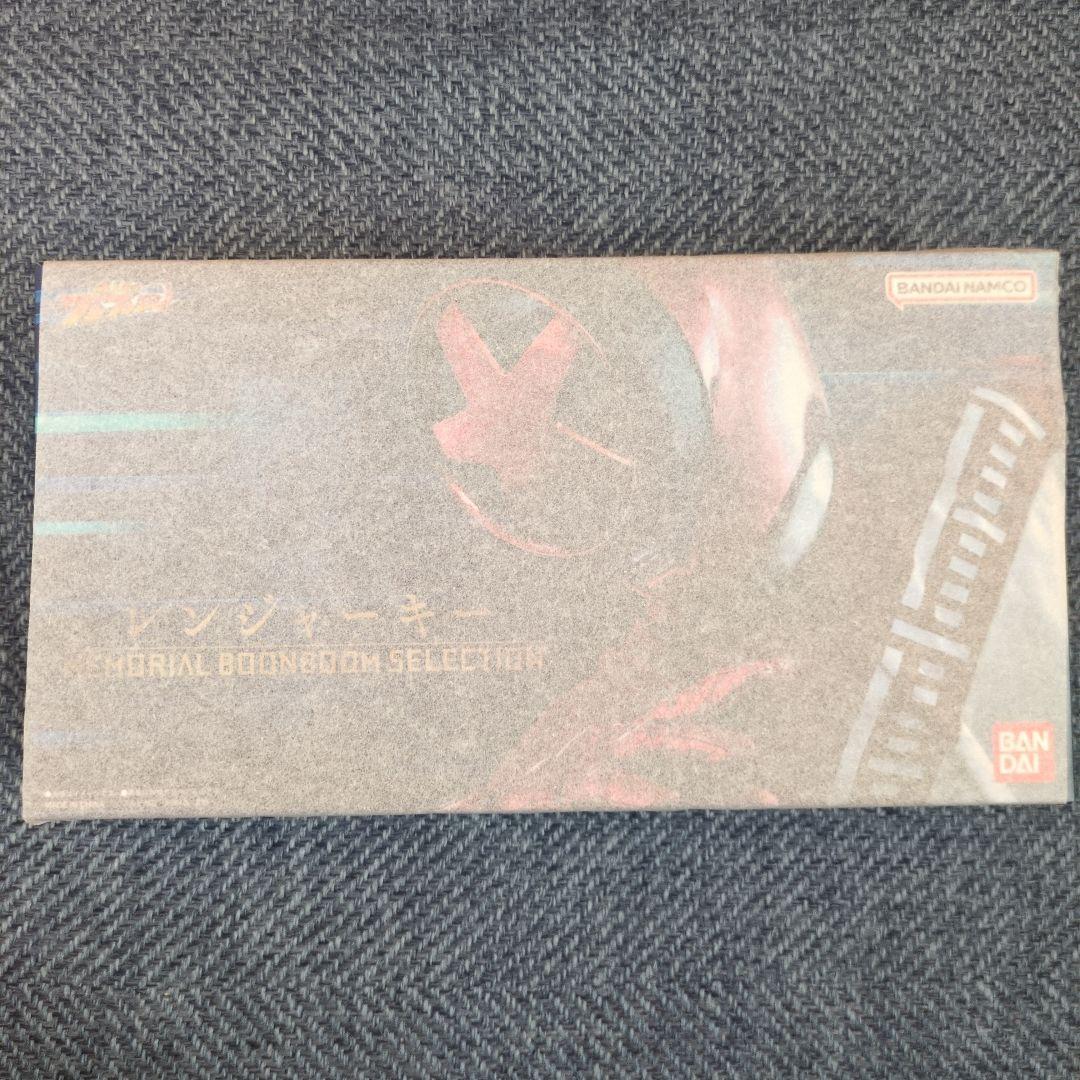 BANDAI NAMCO
レンジャーキー
MEMORIAL BOONBOOM SELECTION
BAN
DAI